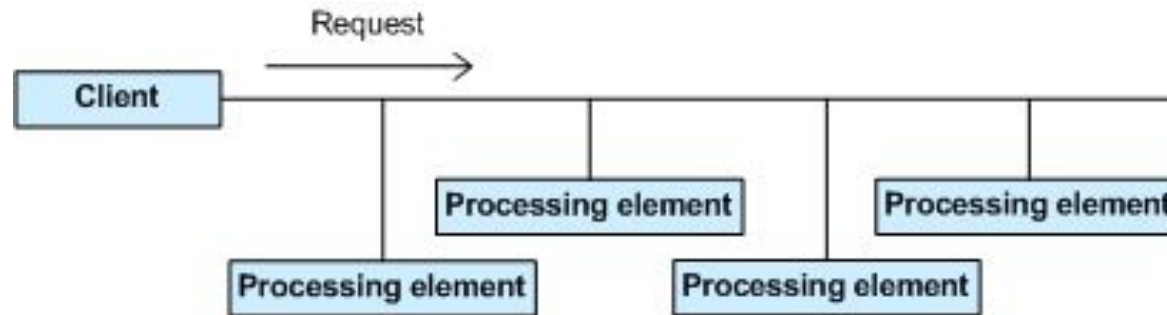 Request
Client
Processing element
Processing element
Processing element
Processing element